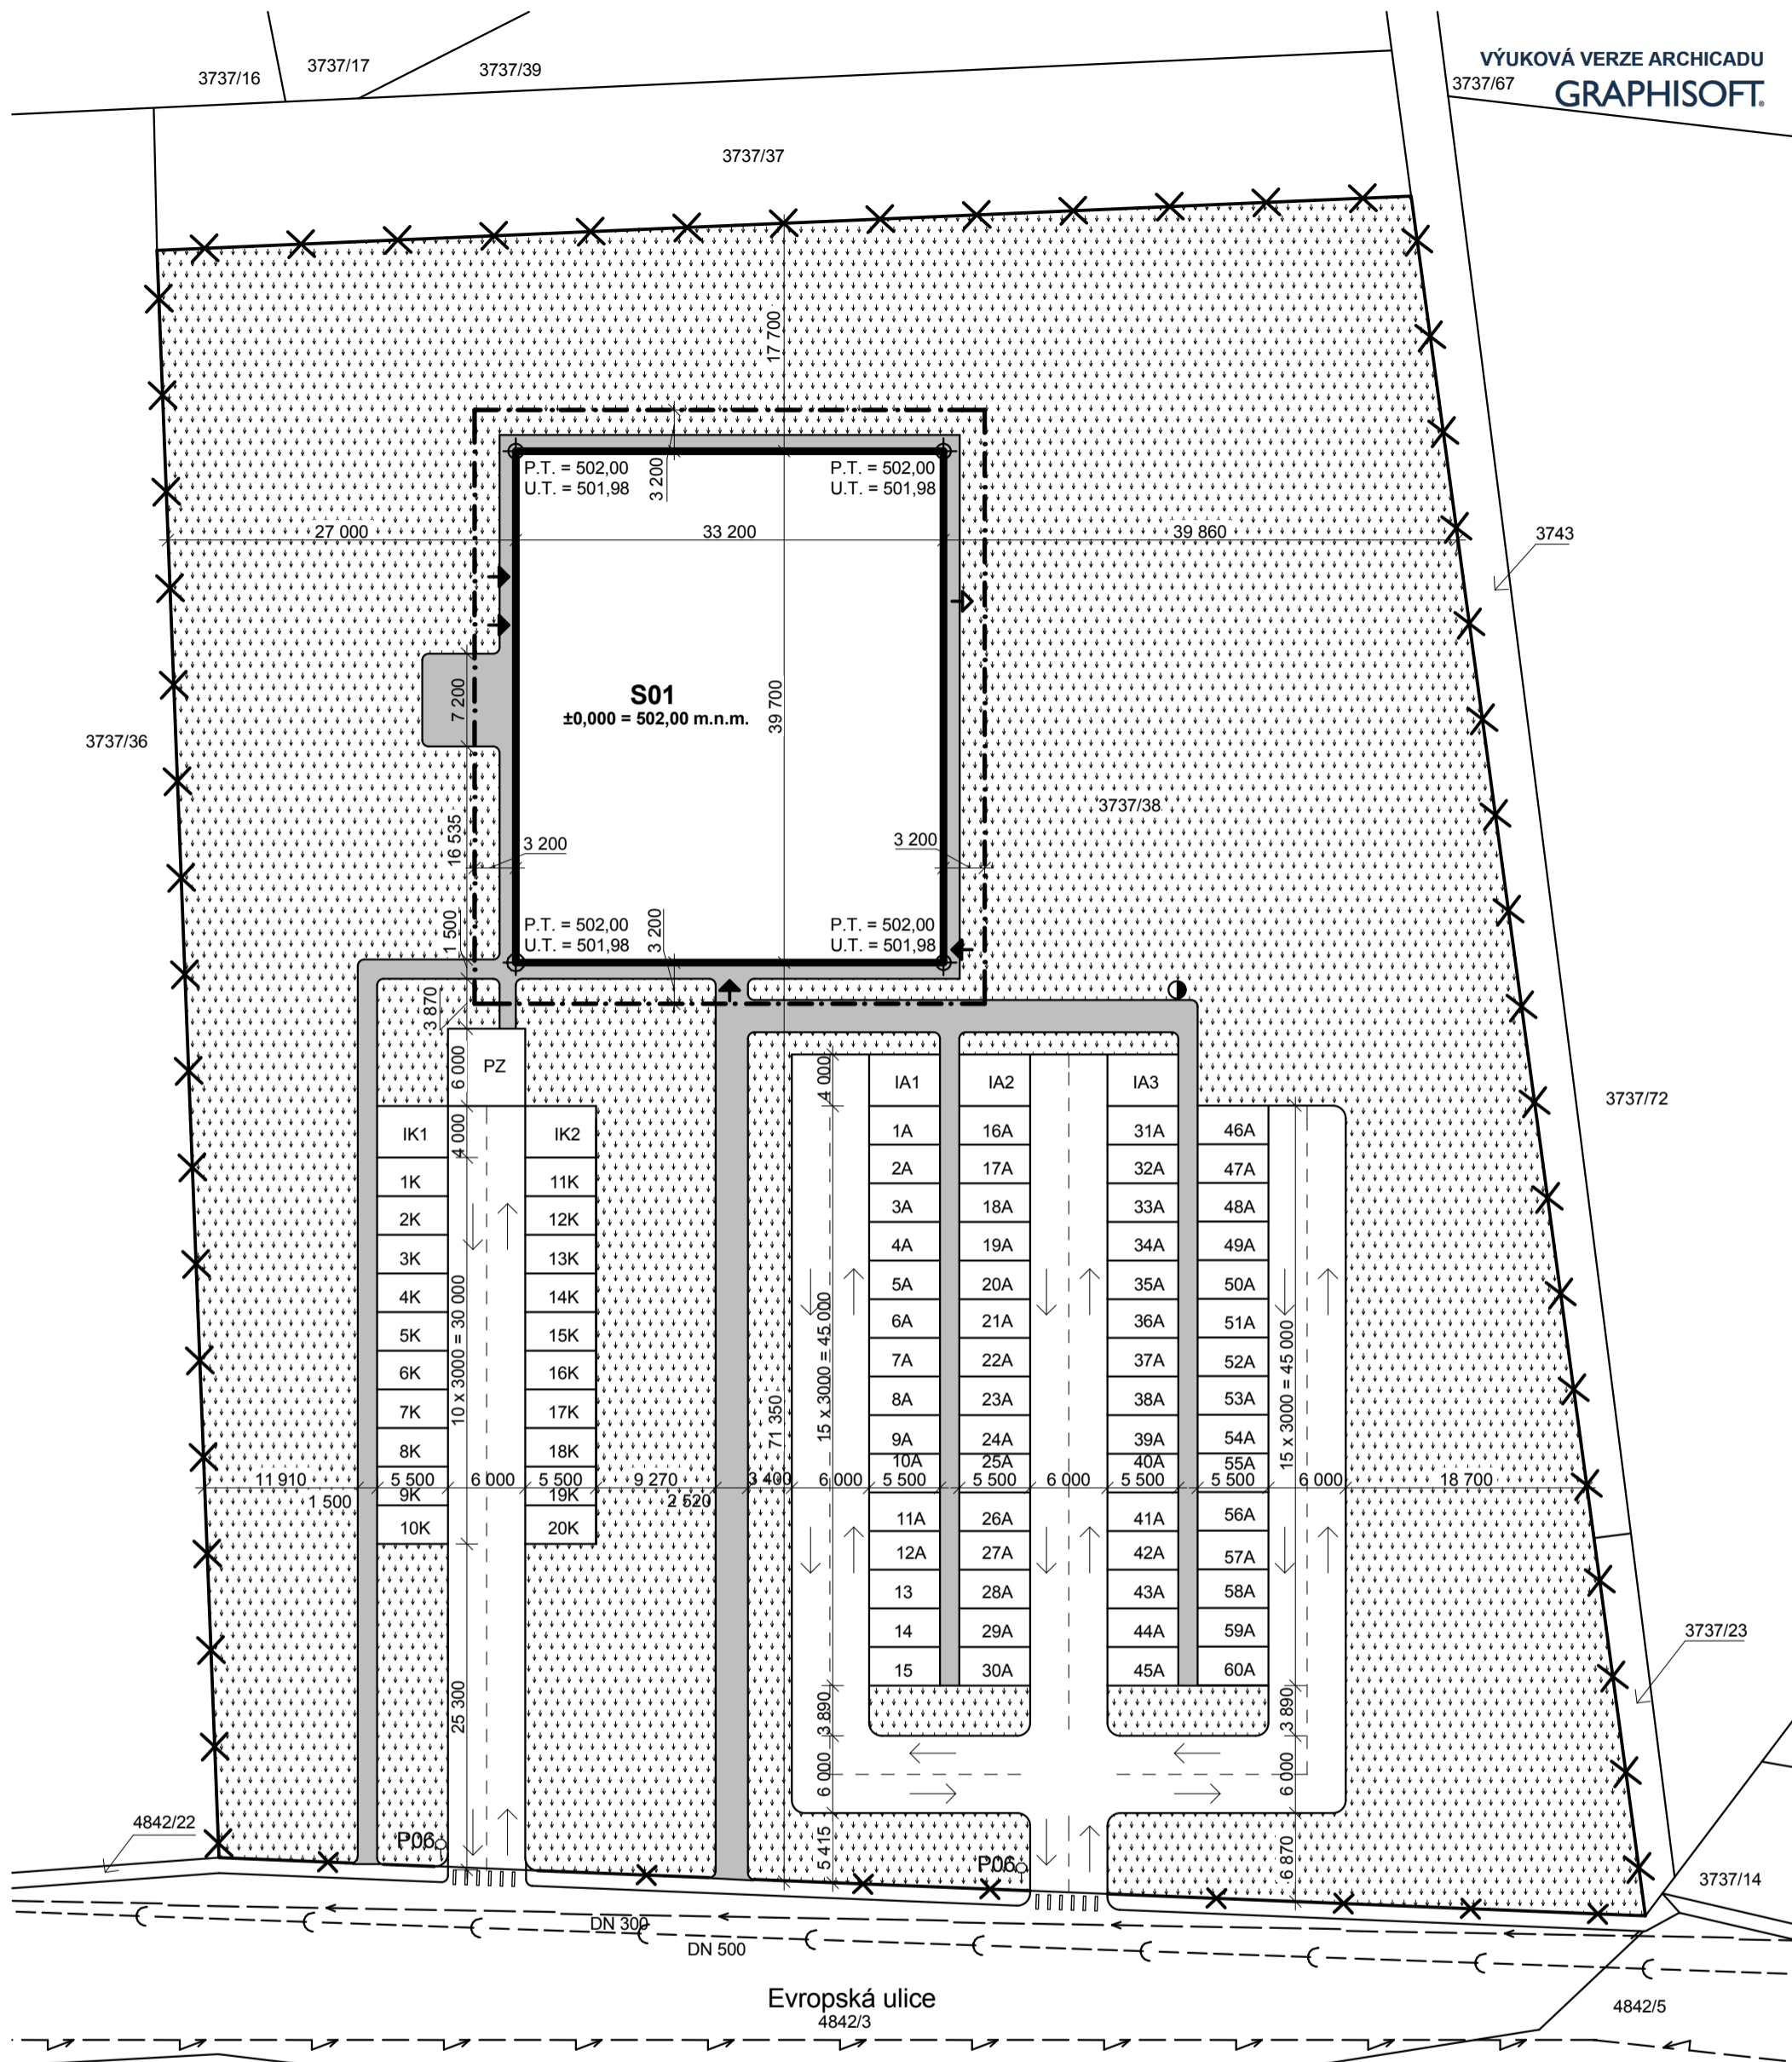 VÝUKOVÁ VERZE ARCHICADU
GRAPHISOFT.
3737/16
3737/17
3737/39
3737/67
3737/37
17 700
P.T. = 502,00
U.T. = 501,98
3 200
P.T. = 502,00
U.T. = 501,98
27 000
33 200
39 860
3743
S01
±0,000 = 502,00 m.n.m.
7 200
39 700
3737/36
3737/38
16 535
3 200
3 200
1 500
P.T. = 502,00
U.T. = 501,98
3 200
P.T. = 502,00
U.T. = 501,98
3 870
6 000
PZ
4 000
IA1
IA2
IA3
3737/72
IK1
4 000
IK2
1A
16A
31A
46A
1K
11K
2A
17A
32A
47A
2K
12K
3A
18A
33A
48A
3K
13K
4A
19A
34A
49A
4K
14K
5A
20A
35A
50A
5K
15K
6A
21A
36A
51A
6K
16K
7A
22A
37A
52A
7K
17K
8A
23A
38A
53A
8K
18K
9A
24A
39A
54A
10 x 3000 = 30 000
15 x 3000 = 45 000
15 x 3000 = 45 000
71 350
10A
25A
40A
55A
11 910
5 500
6 000
5 500
9 270
3 400
6 000
5 500
5 500
6 000
5 500
5 500
6 000
18 700
1 500
9K
19K
2 520
10K
20K
11A
26A
41A
56A
12A
27A
42A
57A
13
28A
43A
58A
14
29A
44A
59A
15
30A
45A
60A
3737/23
25 300
3 890
3 890
6 000
6 000
4842/22
P06
5 415
P06
6 870
3737/14
DN 300
DN 500
Evropská ulice
4842/3
4842/5